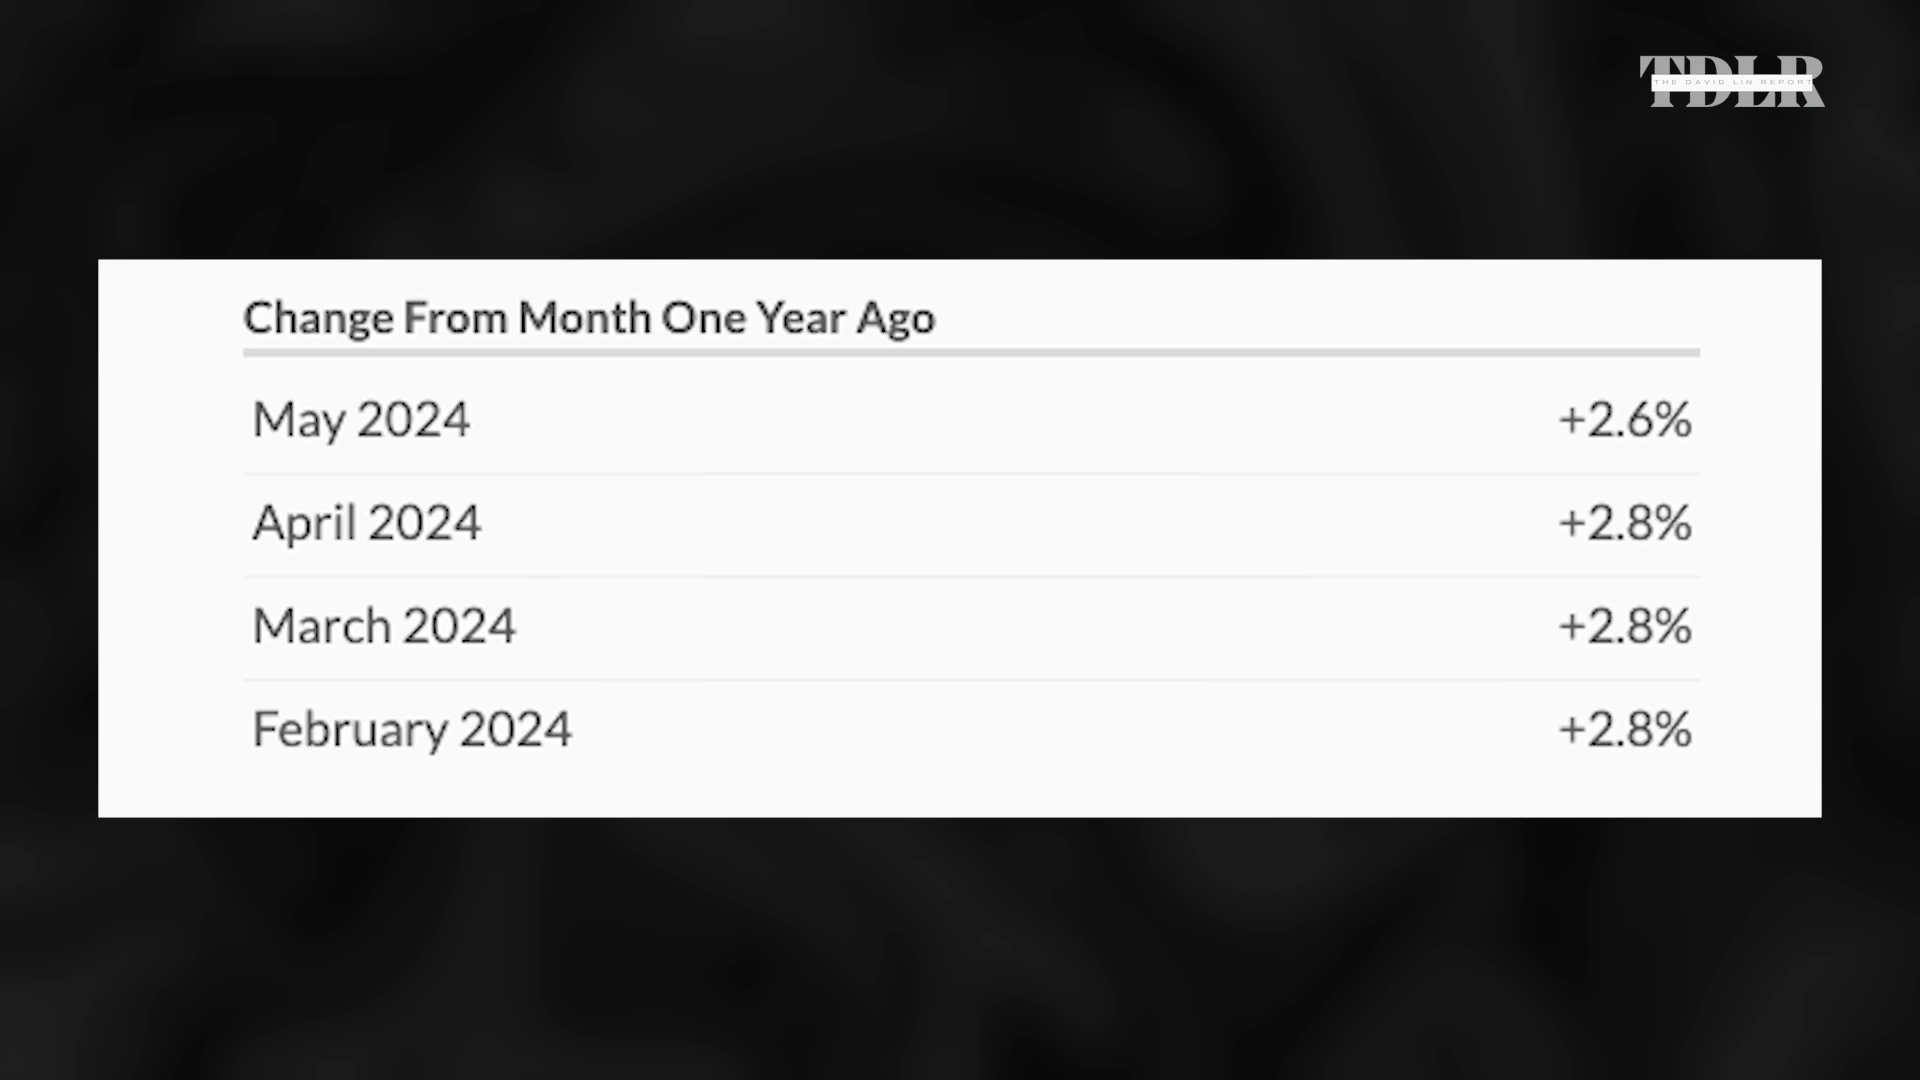 TDLR
THE DAVID LIN REPORT
Change From Month One Year Ago
May 2024 +2.6%
April 2024 +2.8%
March 2024 +2.8%
February 2024 +2.8%